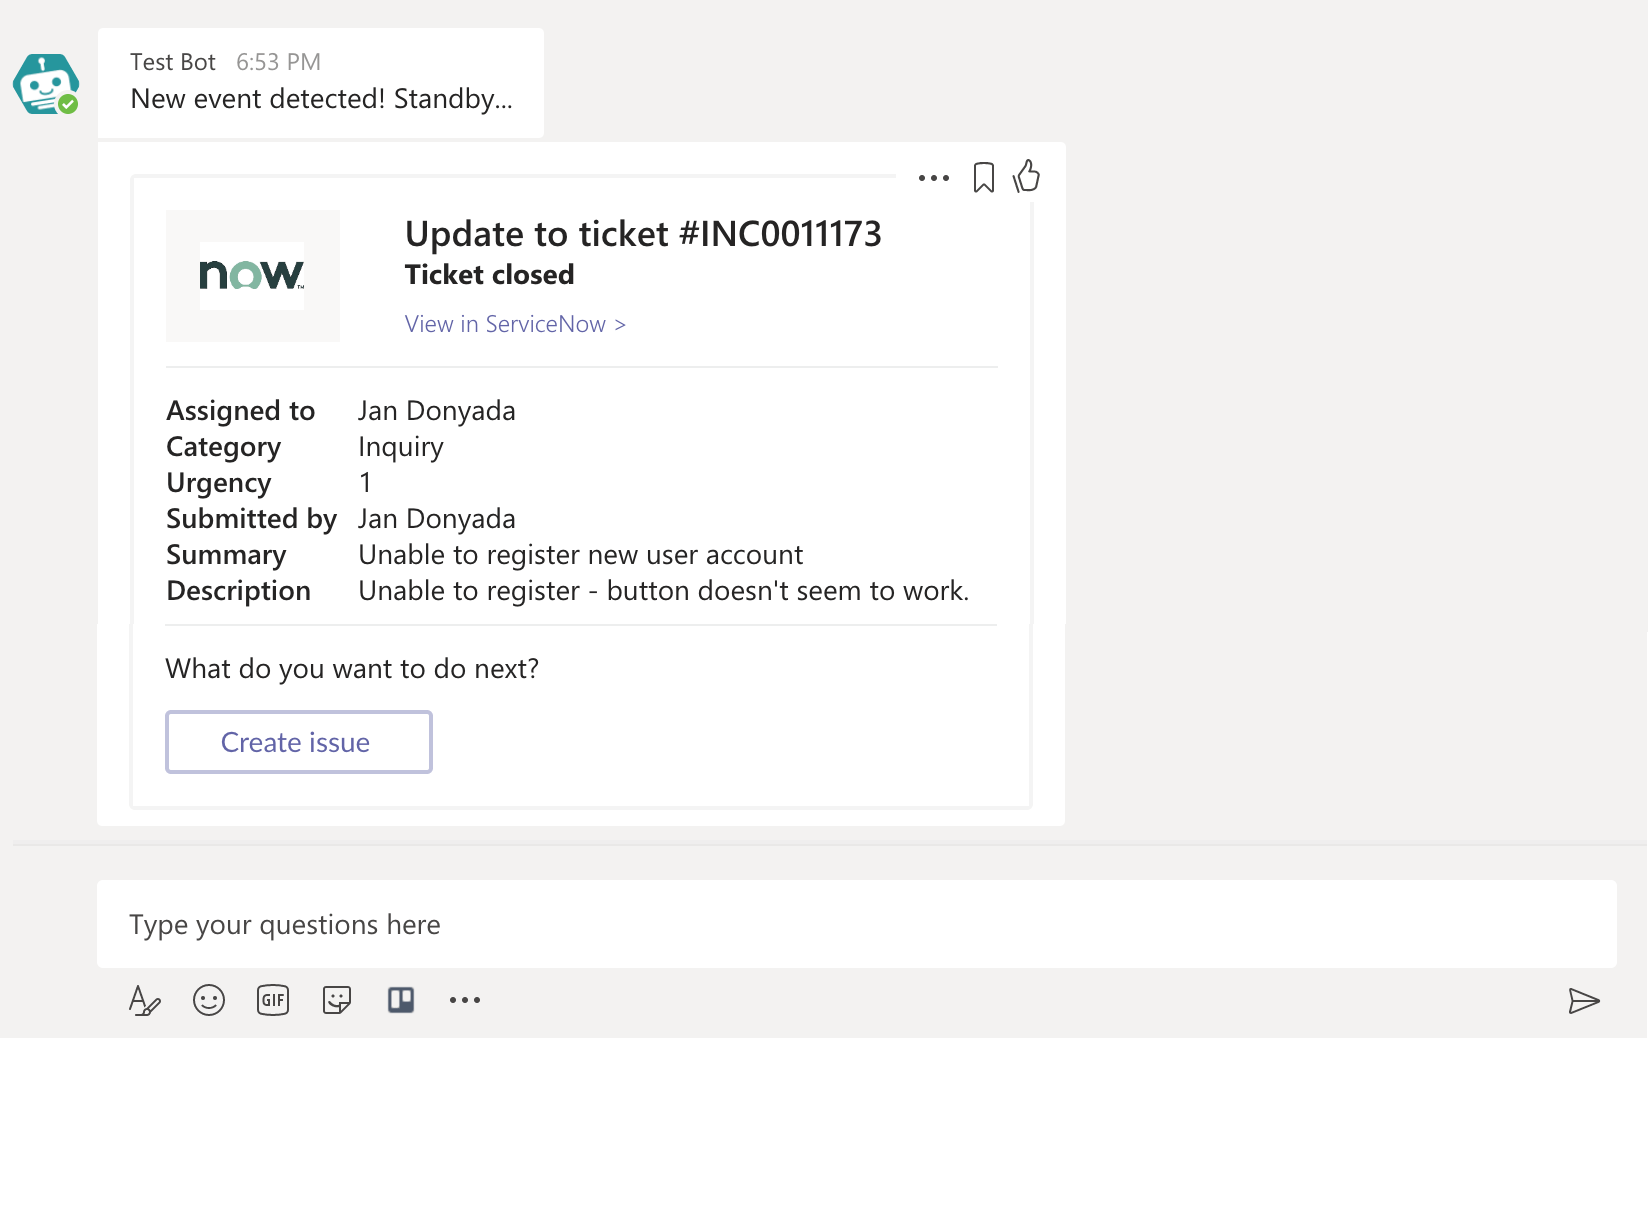 Test Bot 6:53 PM
New event detected! Standby...
now™
Update to ticket #INC0011173
Ticket closed
View in ServiceNow >
Assigned to Jan Donyada
Category Inquiry
Urgency 1
Submitted by Jan Donyada
Summary Unable to register new user account
Description Unable to register - button doesn't seem to work.
What do you want to do next?
Create issue
Type your questions here
GIF